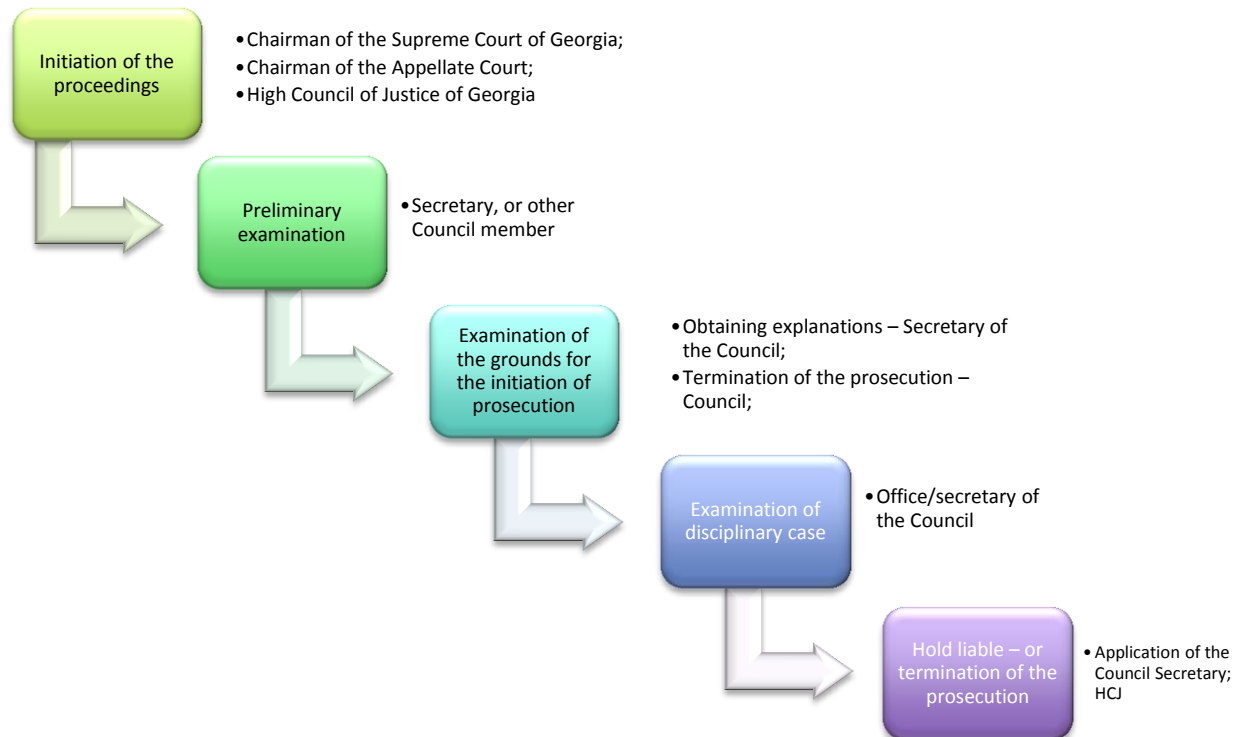 Initiation of the
proceedings
•Chairman of the Supreme Court of Georgia;
•Chairman of the Appellate Court;
•High Council of Justice of Georgia
Preliminary
examination
•Secretary, or other
Council member
Examination of
the grounds for
the initiation of
prosecution
•Obtaining explanations – Secretary of
the Council;
•Termination of the prosecution –
Council;
Examination of
disciplinary case
•Office/secretary of
the Council
Hold liable – or
termination of the
prosecution
•Application of the
Council Secretary;
HCJ